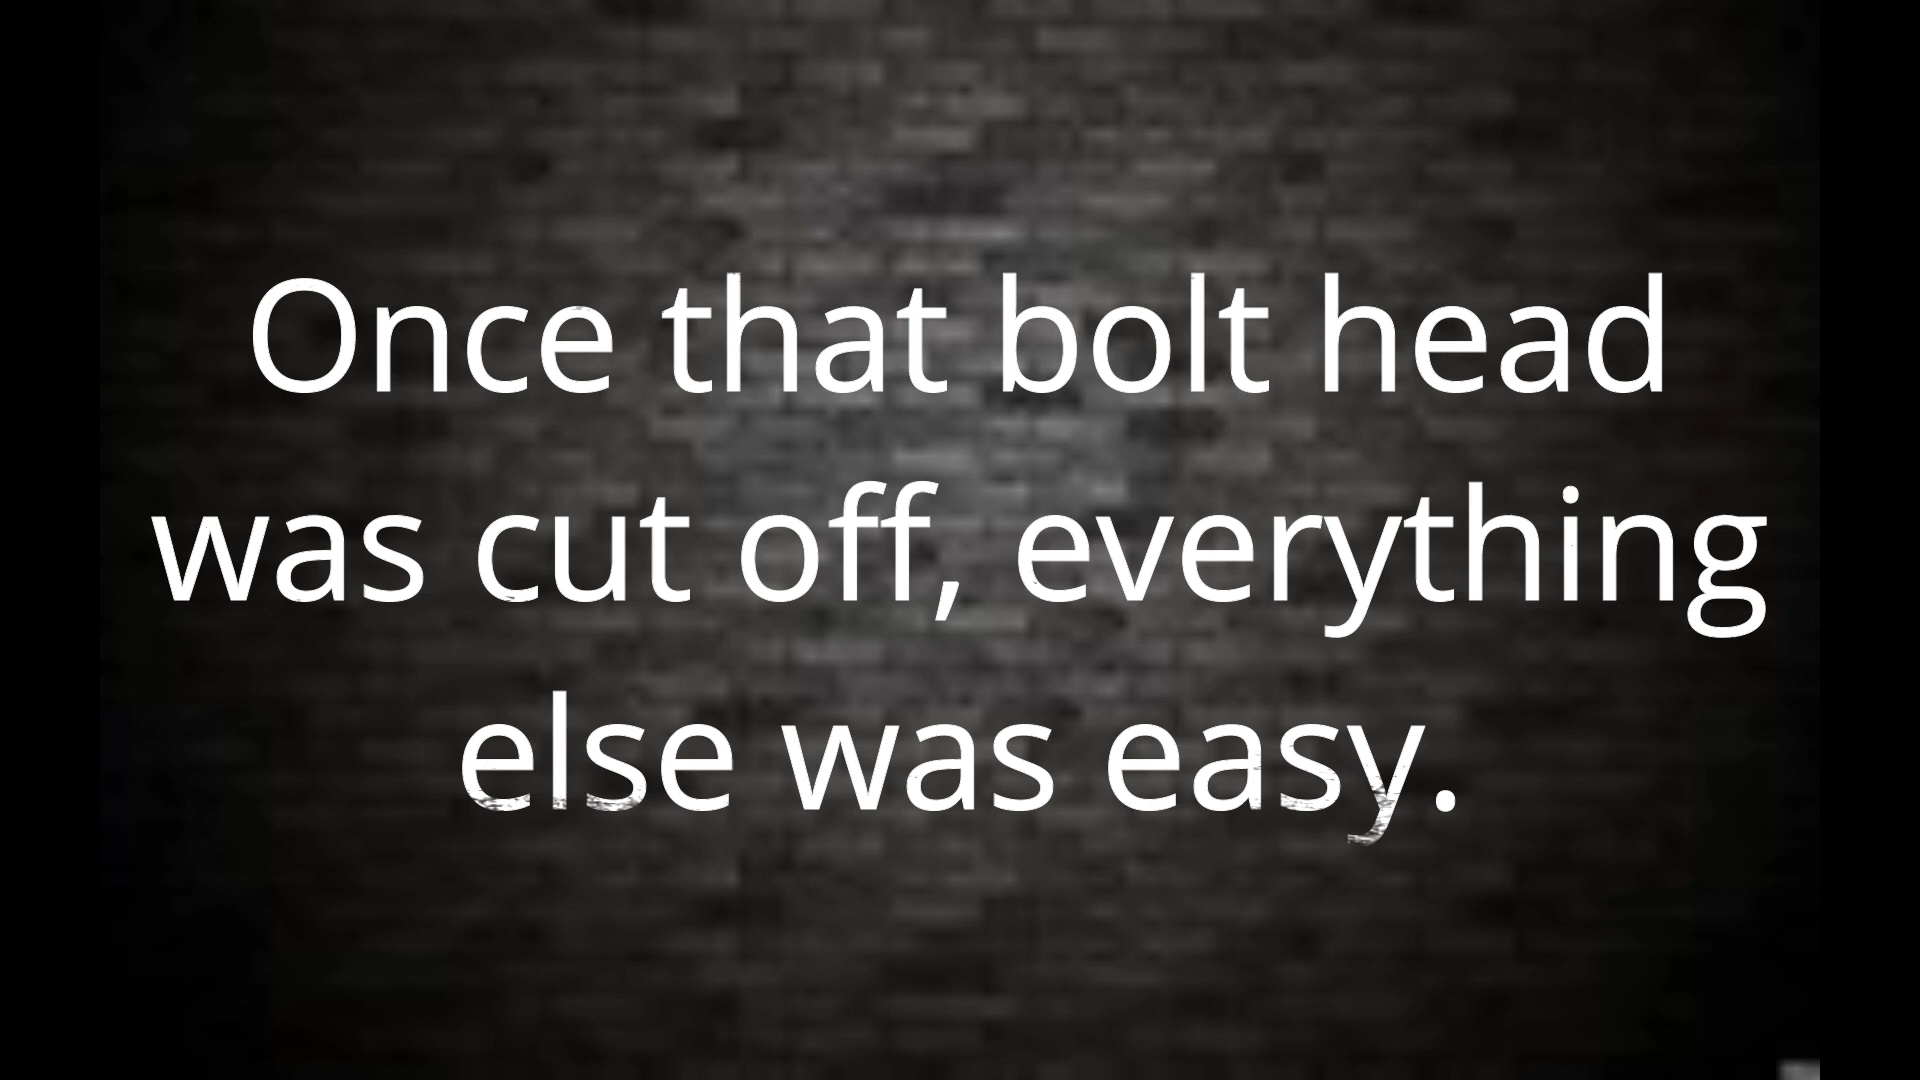 Once that bolt head
was cut off, everything
else was easy.